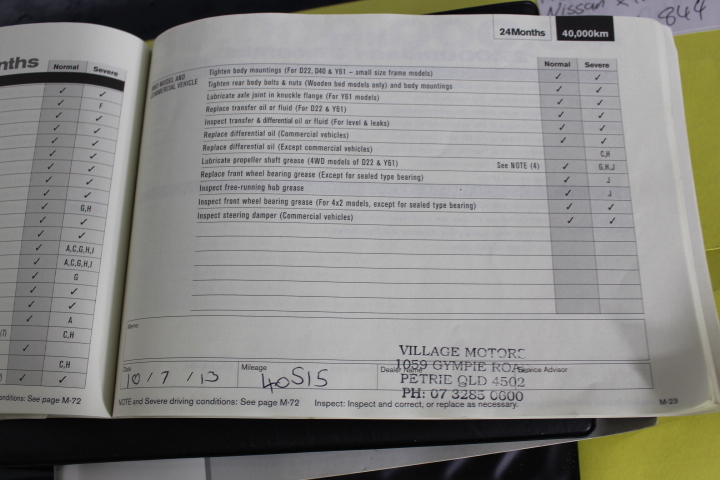 Nissan
844
24Months 40,000km
nths Normal Severe
✓ ✓
✓ F
✓ ✓
✓ ✓
✓ ✓
✓ ✓
✓ ✓
✓ ✓
✓ G,H
✓ ✓
✓ ✓
✓ A,C,G,H,I
✓ A,C,G,H,I
✓ G
✓ ✓
✓ ✓
✓ A
(7) C,H
✓
C,H
✓ ✓
onditions: See page M-72
Normal Severe
MODEL AND
COMMERCIAL VEHICLE
Tighten body mountings (For D22, D40 & Y61 – small size frame models) ✓ ✓
Tighten rear body bolts & nuts (Wooden bed models only) and body mountings ✓ ✓
Lubricate axle joint in knuckle flange (For Y61 models) ✓ ✓
Replace transfer oil or fluid (For D22 & Y61) ✓ ✓
Inspect transfer & differential oil or fluid (For level & leaks) ✓ ✓
Replace differential oil (Commercial vehicles) ✓ ✓
Replace differential oil (Except commercial vehicles) C,H
Lubricate propeller shaft grease (4WD models of D22 & Y61) See NOTE (4) ✓ G,H,J
Replace front wheel bearing grease (Except for sealed type bearing) ✓ J
Inspect free-running hub grease ✓ J
Inspect front wheel bearing grease (For 4x2 models, except for sealed type bearing) ✓ ✓
Inspect steering damper (Commercial vehicles) ✓ ✓
Memo:
VILLAGE MOTORS
1059 GYMPIE ROAD
PETRIE QLD 4502
PH: 07 3285 0600
Date 10 / 7 / 13
Mileage 40515
Dealer Name Service Advisor
NOTE and Severe driving conditions: See page M-72 Inspect: Inspect and correct, or replace as necessary.
M-23